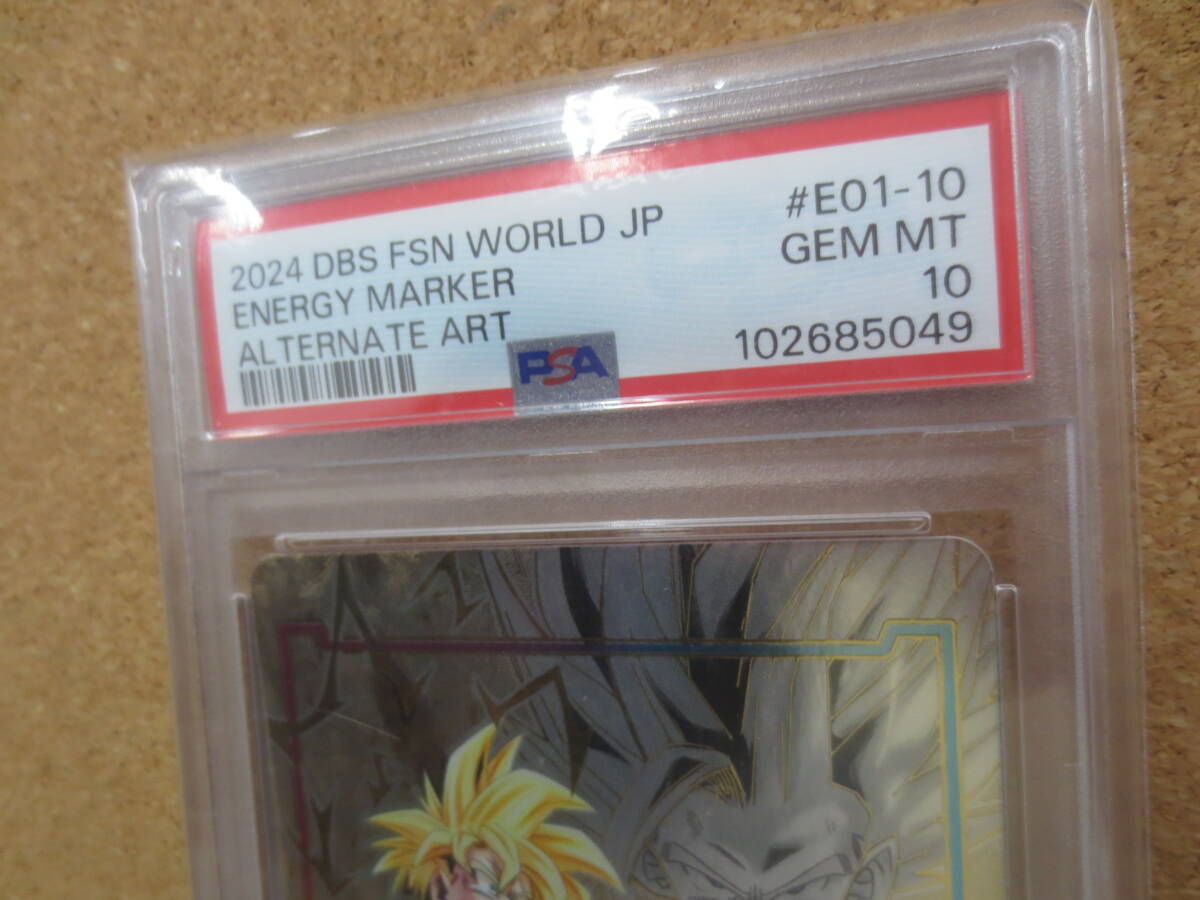 2024 DBS FSN WORLD JP
ENERGY MARKER
ALTERNATE ART
#E01-10
GEM MT
10
102685049
PSA